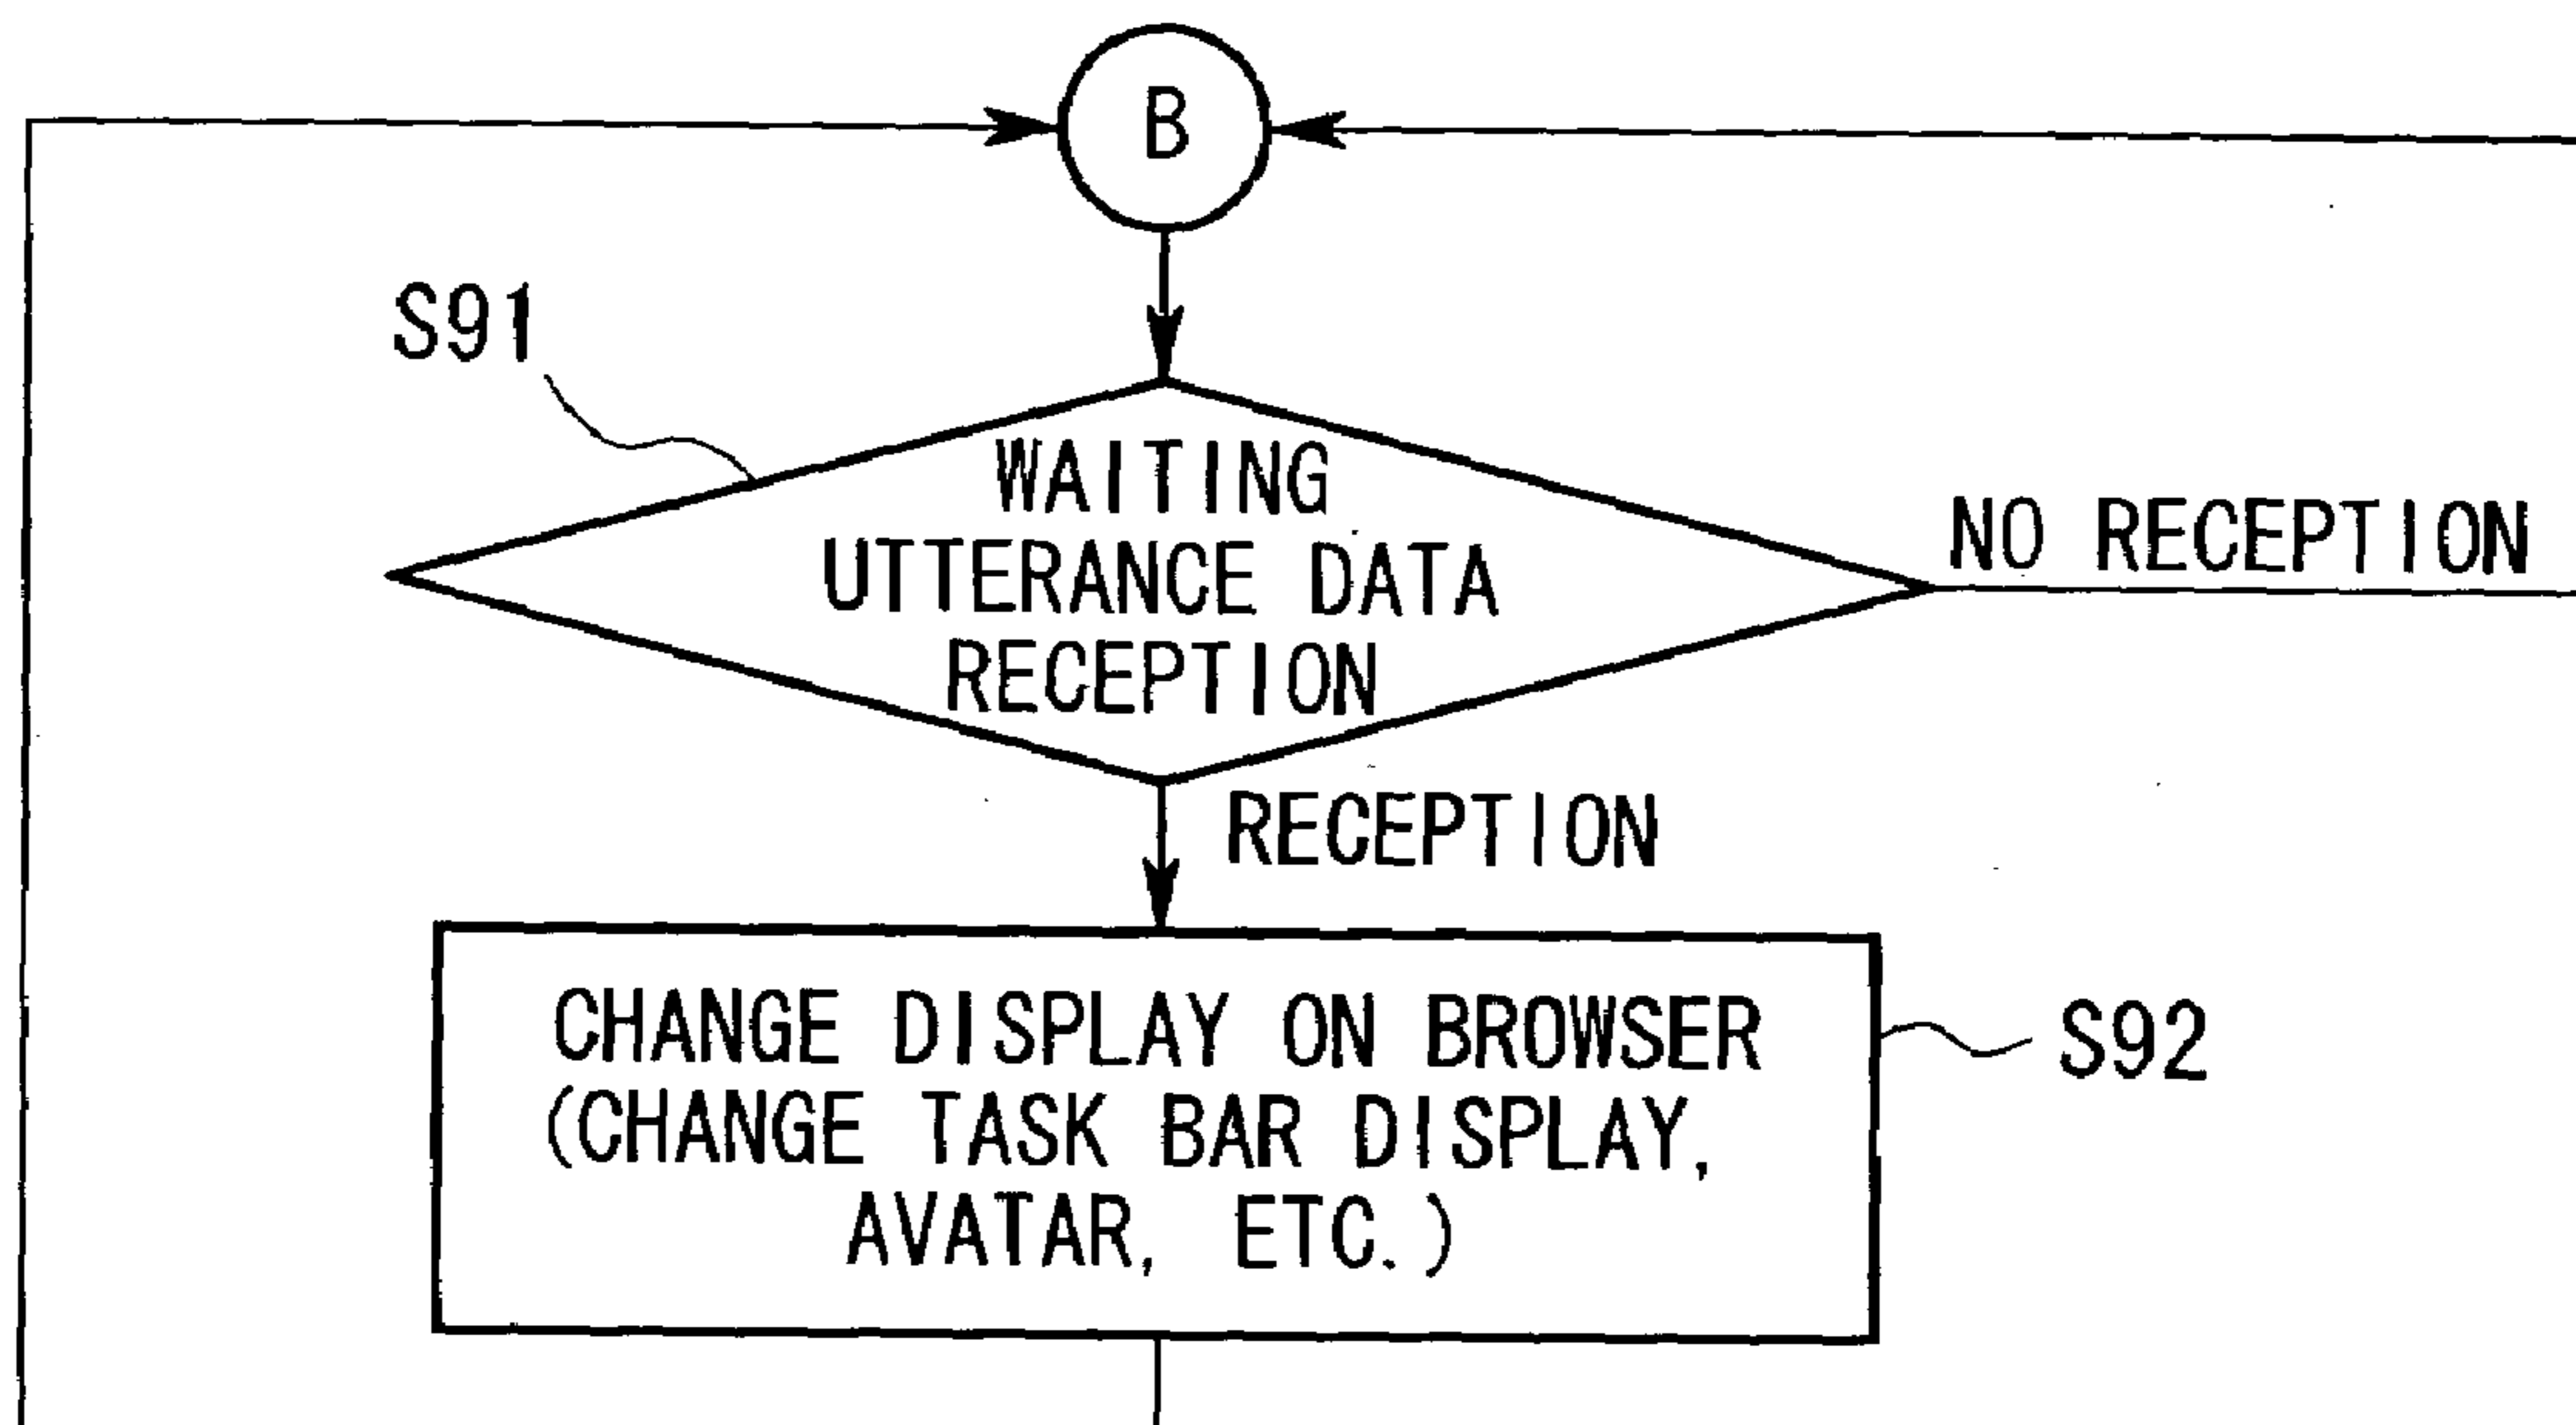 B
S91
WAITING
UTTERANCE DATA
RECEPTION
NO RECEPTION
RECEPTION
CHANGE DISPLAY ON BROWSER
(CHANGE TASK BAR DISPLAY,
AVATAR, ETC.)
S92